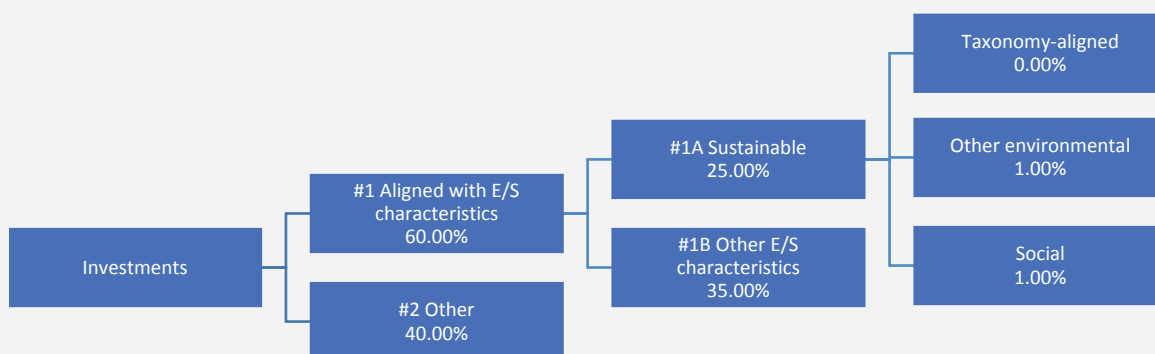 Investments
#1 Aligned with E/S
characteristics
60.00%
#2 Other
40.00%
#1A Sustainable
25.00%
#1B Other E/S
characteristics
35.00%
Taxonomy-aligned
0.00%
Other environmental
1.00%
Social
1.00%